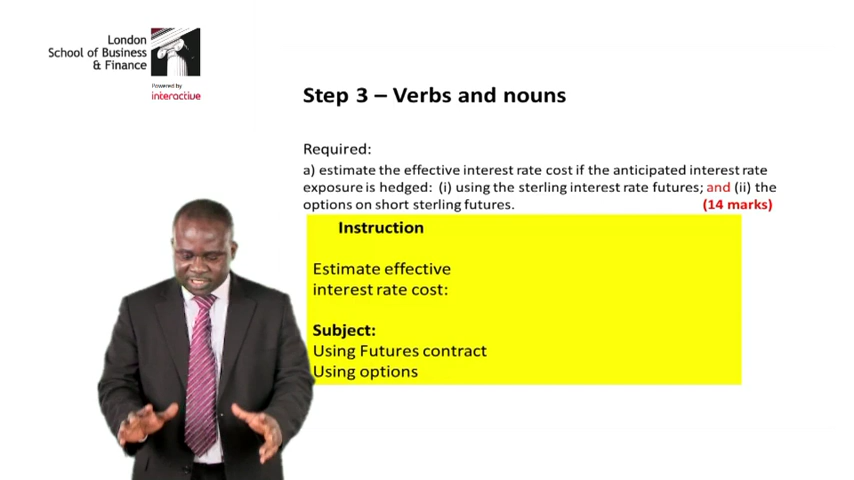 London
School of Business
& Finance
Powered by
interactive
Step 3 – Verbs and nouns
Required:
a) estimate the effective interest rate cost if the anticipated interest rate
exposure is hedged: (i) using the sterling interest rate futures; and (ii) the
options on short sterling futures. (14 marks)
Instruction
Estimate effective
interest rate cost:
Subject:
Using Futures contract
Using options